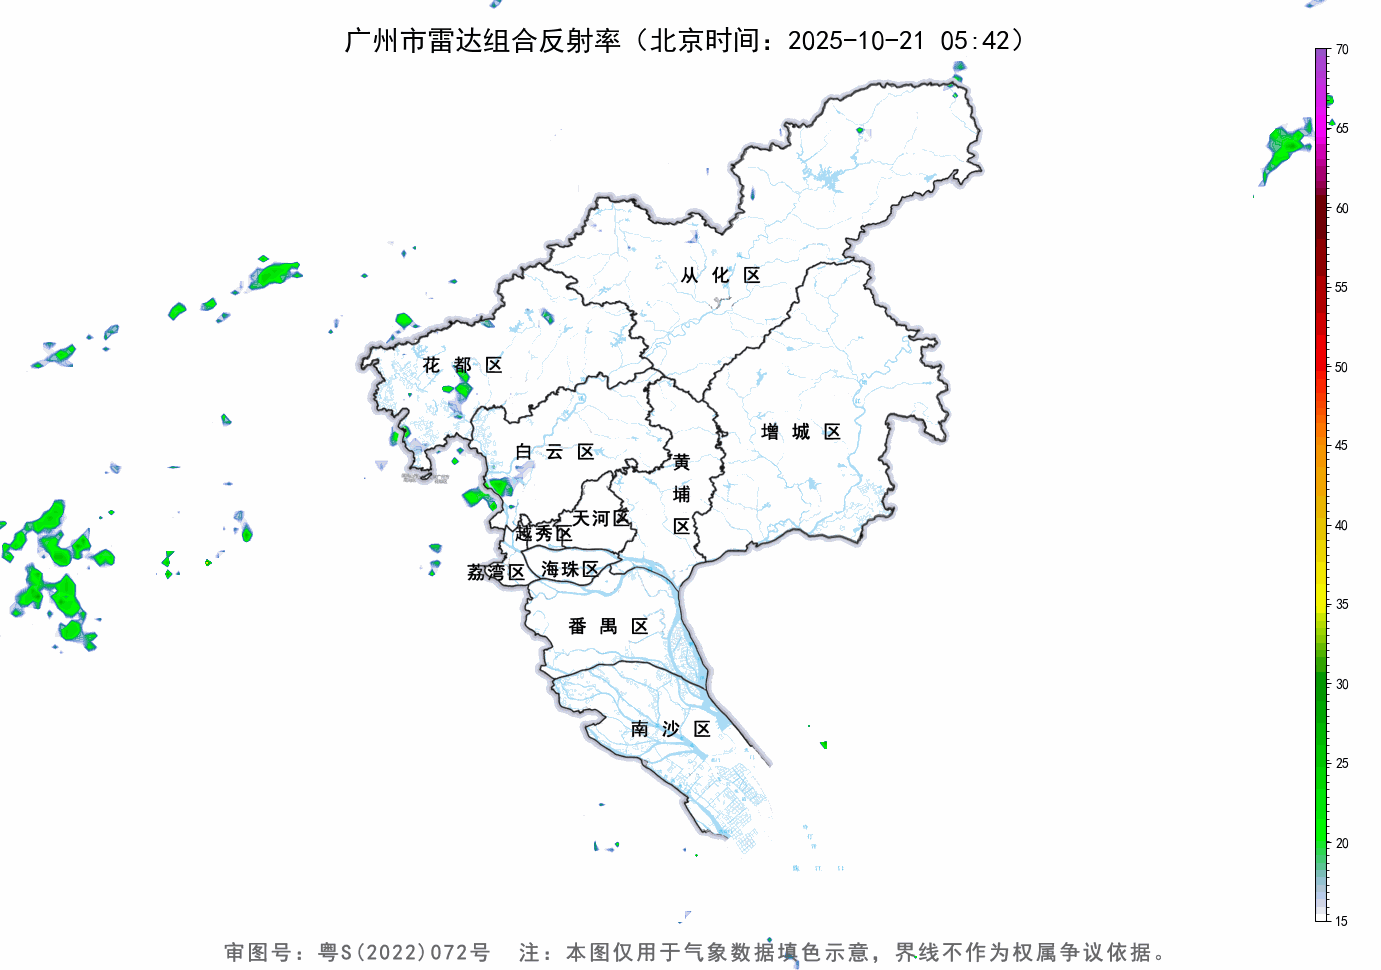 广州市雷达组合反射率（北京时间：2025-10-21 05:42）
70
65
60
55
50
45
40
35
30
25
20
15
从化区
花都区
增城区
白云区
黄埔区
天河区
越秀区
荔湾区
海珠区
番禺区
南沙区
审图号：粤S(2022)072号 注：本图仅用于气象数据填色示意，界线不作为权属争议依据。